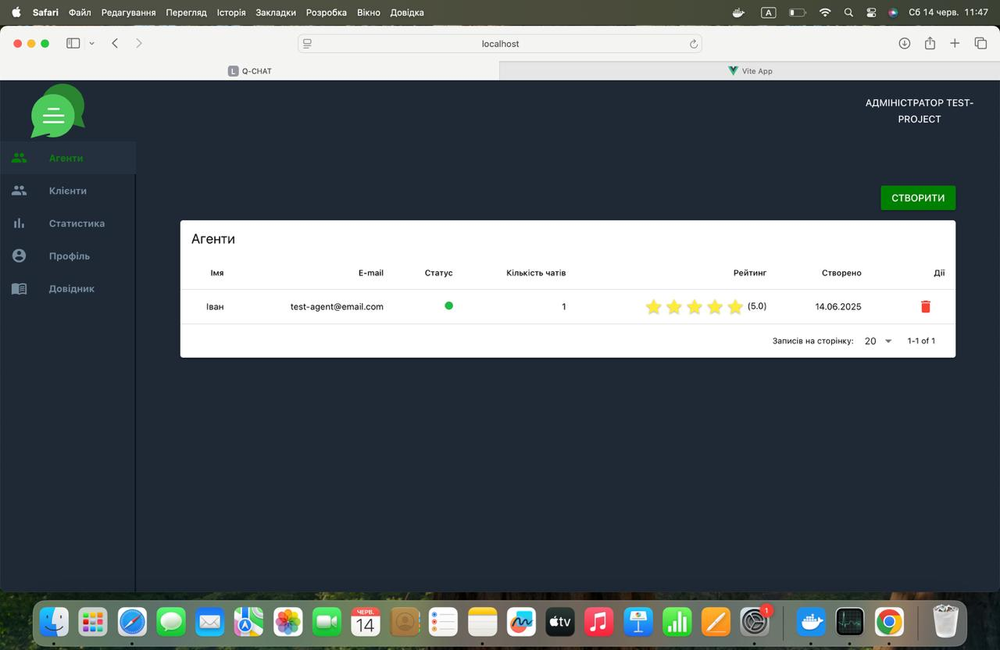 Safari Файл Редагування Перегляд Історія Закладки Розробка Вікно Довідка A Сб 14 черв. 11:47
localhost
L Q-CHAT Vite App
АДМІНІСТРАТОР TEST-
PROJECT
Агенти
Клієнти
Статистика
Профіль
Довідник
СТВОРИТИ
Агенти
Імя E-mail Статус Кількість чатів Рейтинг Створено Дії
Іван test-agent@email.com 1 (5.0) 14.06.2025
Записів на сторінку: 20 1-1 of 1
ЧЕРВ.
14
tv
1